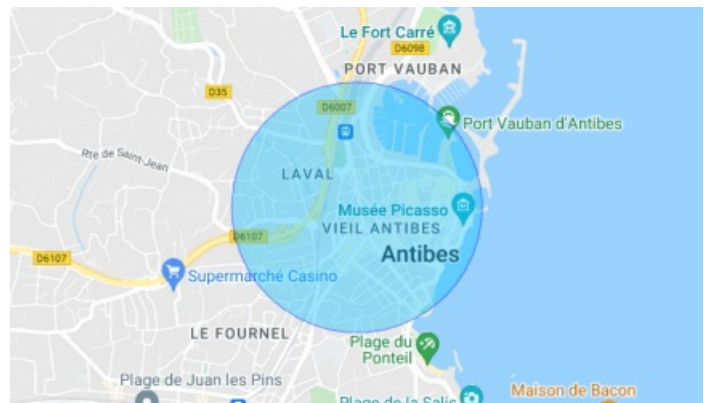 Le Fort Carré
D6098
PORT VAUBAN
D35
D6007
Port Vauban d'Antibes
Rte de Saint-Jean
LAVAL
Musée Picasso
VIEIL ANTIBES
D6107
Antibes
D6107
Supermarché Casino
LE FOURNEL
Plage du
Ponteil
Plage de Juan les Pins
Plage de la Salis
Maison de Bacon